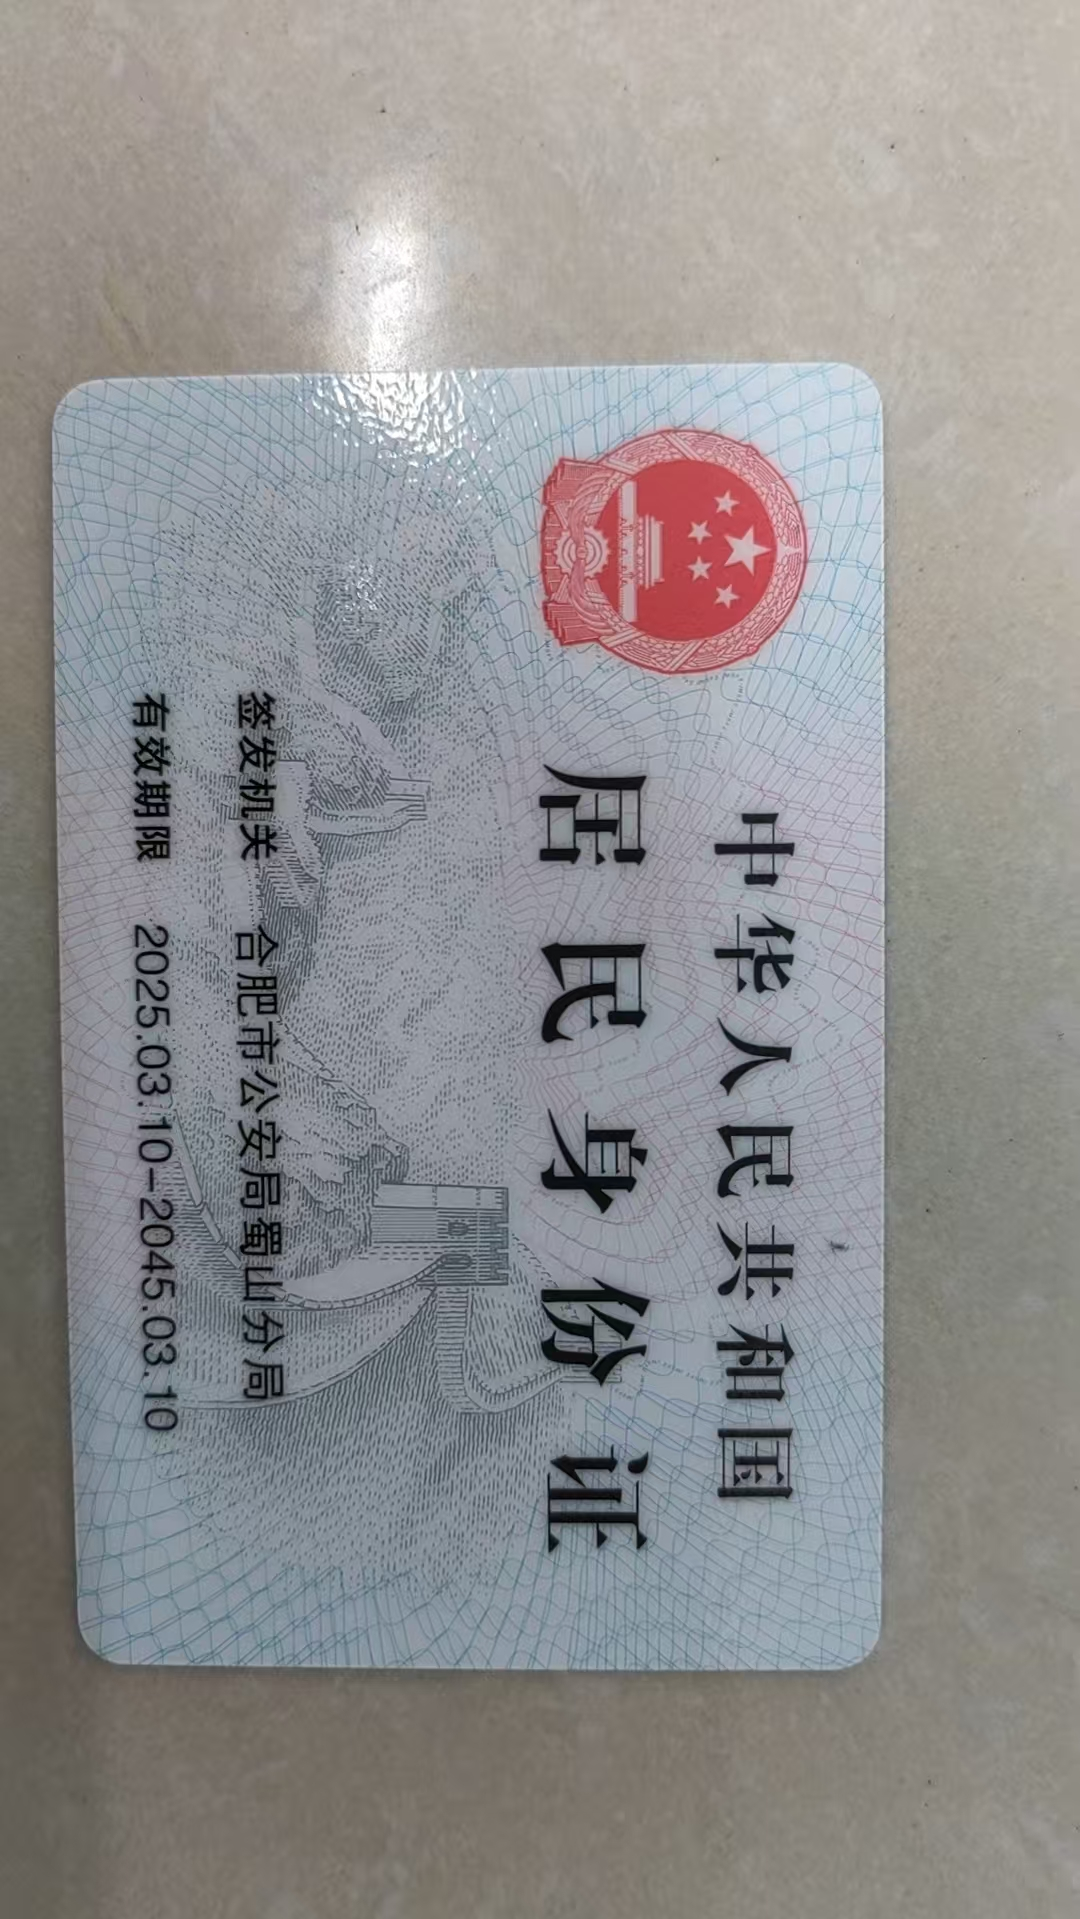 中华人民共和国
居民身份证
签发机关 合肥市公安局蜀山分局
有效期限 2025.03.10-2045.03.10